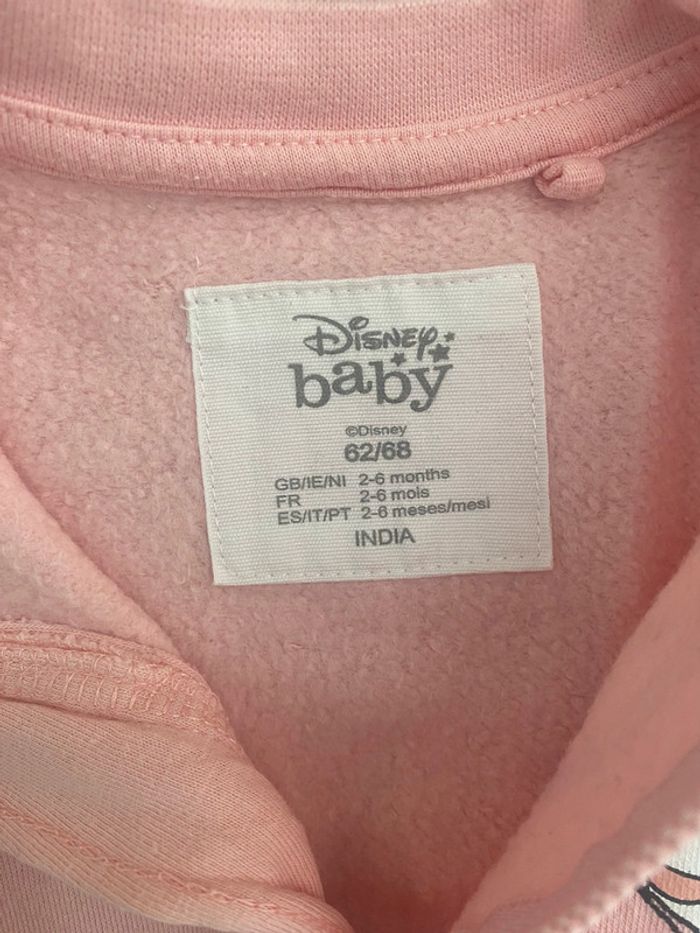 Disney
baby
©Disney
62/68
GB/IE/NI 2-6 months
FR 2-6 mois
ES/IT/PT 2-6 meses/mesi
INDIA